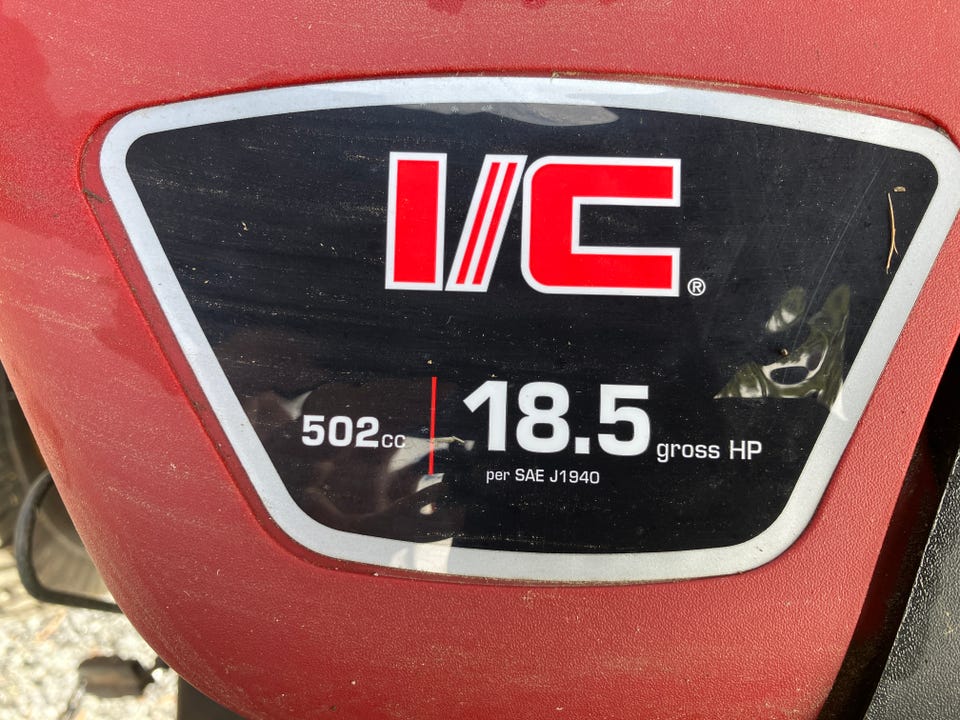 I/C®
502cc
18.5 gross HP
per SAE J1940